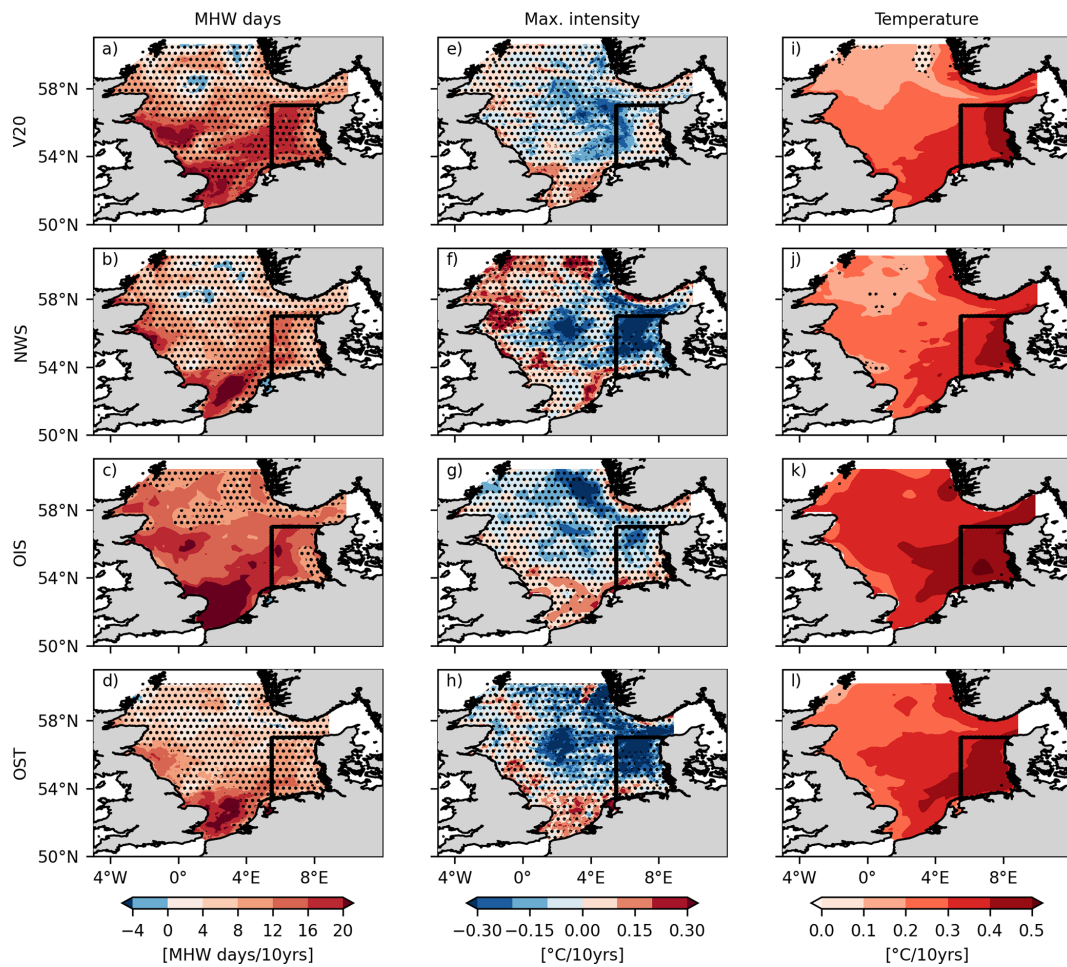 MHW days Max. intensity Temperature
a) e) i)
58°N
V20
54°N
50°N
b) f) j)
58°N
NWS
54°N
50°N
c) g) k)
58°N
OIS
54°N
50°N
d) h) l)
58°N
OST
54°N
50°N
4°W 0° 4°E 8°E 4°W 0° 4°E 8°E 4°W 0° 4°E 8°E
−4 0 4 8 12 16 20 −0.30 −0.15 0.00 0.15 0.30 0.0 0.1 0.2 0.3 0.4 0.5
[MHW days/10yrs] [°C/10yrs] [°C/10yrs]